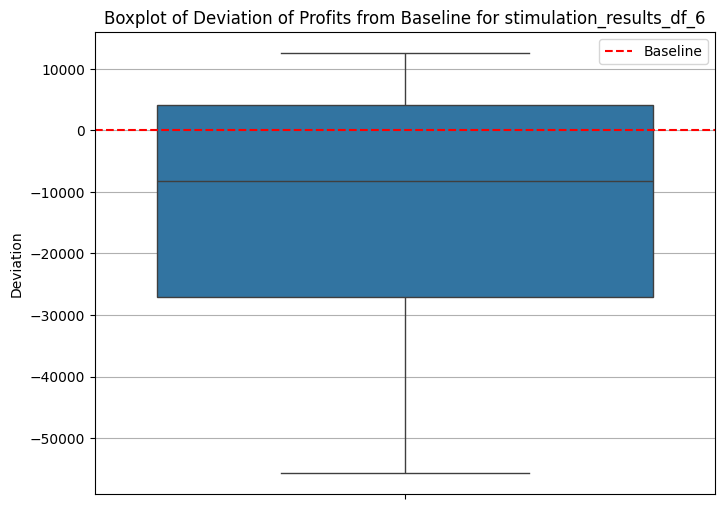 Boxplot of Deviation of Profits from Baseline for stimulation_results_df_6
Baseline
10000
0
−10000
−20000
−30000
−40000
−50000
Deviation